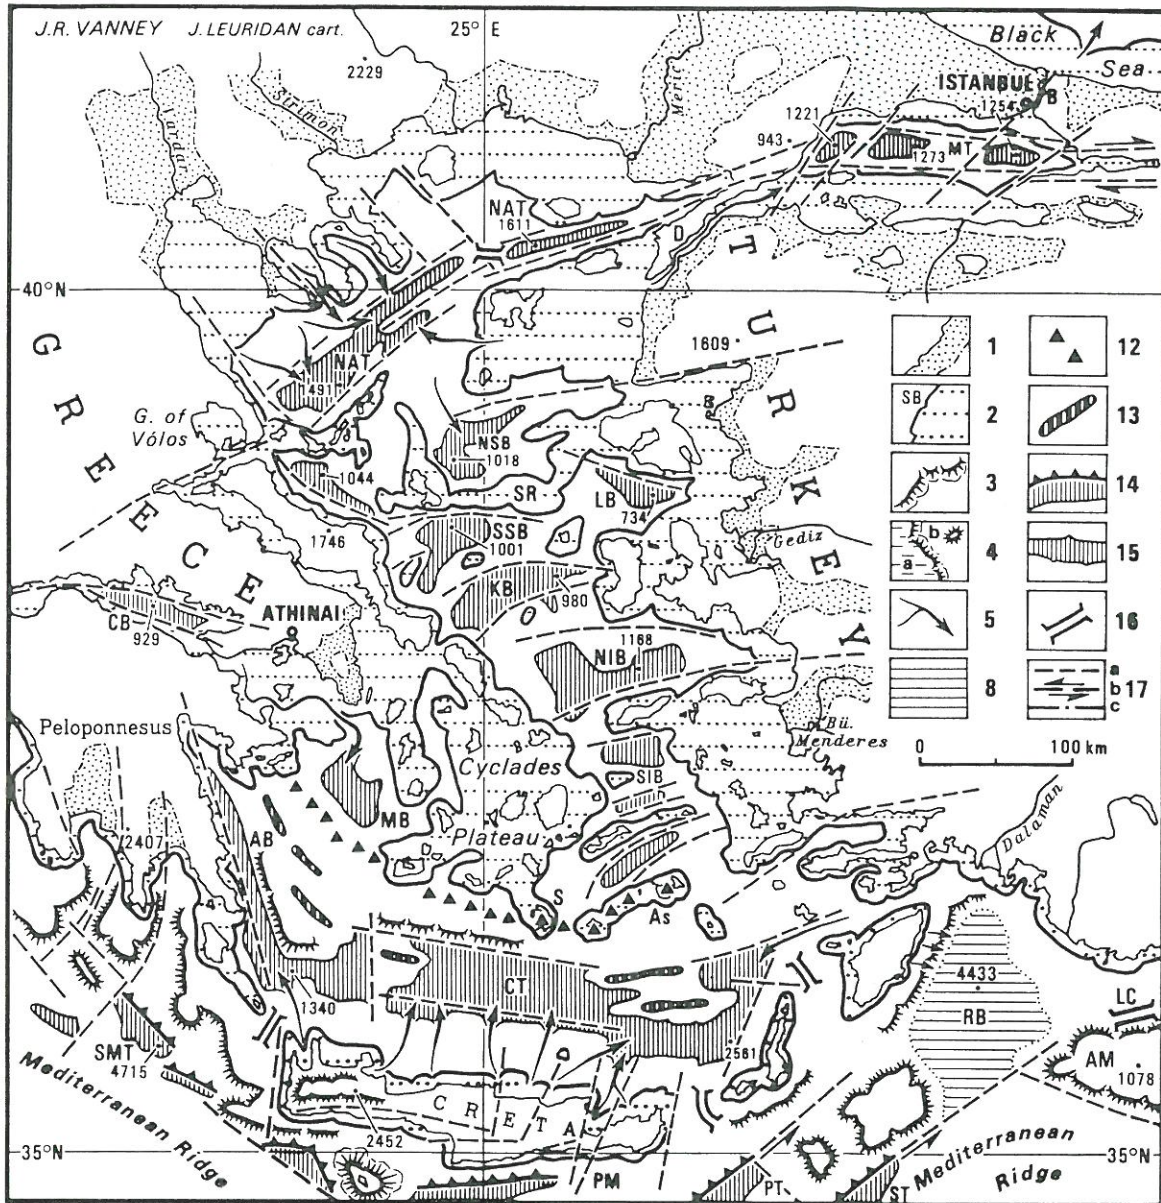 J.R. VANNEY J. LEURIDAN cart.
25° E
Black
Sea
ISTANBUL
1254
B
2229
Vardar
Strimon
Meriç
1221
943
1273
MT
NAT
1611
D
40°N
NAT
491
T U R K E Y
G R E E C E
1609
G. of
Vólos
NSB
1018
1044
SR
LB
734
SSB
1001
1746
Gediz
KB
980
ATHINAI
CB
929
1168
NIB
Peloponnesus
Bü.
Menderes
Cyclades
Plateau
SIB
MB
AB
2407
S
As
Dalaman
4433
RB
CT
1340
LC
SMT
4715
2561
AM
1078
Mediterranean Ridge
C R E T A
2452
35°N
35°N
PM
PT
ST
Mediterranean
Ridge
1
12
SB
2
13
3
14
b
a
4
15
5
16
8
a
b
c
17
0 100 km